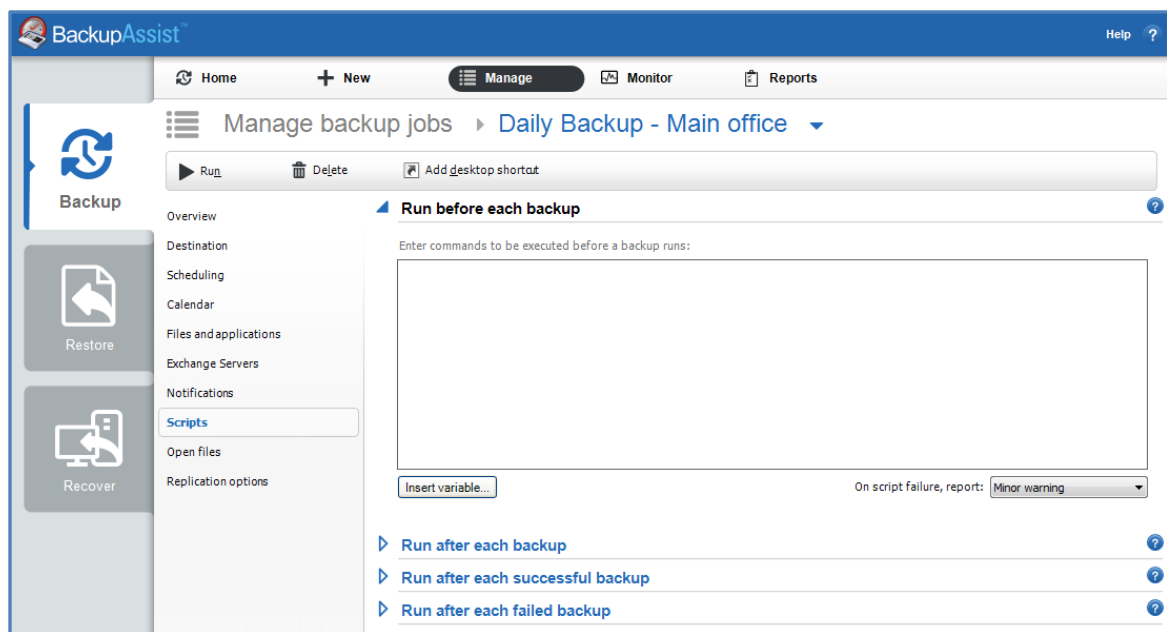 BackupAssist™
Help ?
Home
New
Manage
Monitor
Reports
Manage backup jobs
Daily Backup - Main office
Run
Delete
Add desktop shortcut
Backup
Restore
Recover
Overview
Destination
Scheduling
Calendar
Files and applications
Exchange Servers
Notifications
Scripts
Open files
Replication options
Run before each backup ?
Enter commands to be executed before a backup runs:
Insert variable...
On script failure, report: Minor warning
Run after each backup ?
Run after each successful backup ?
Run after each failed backup ?